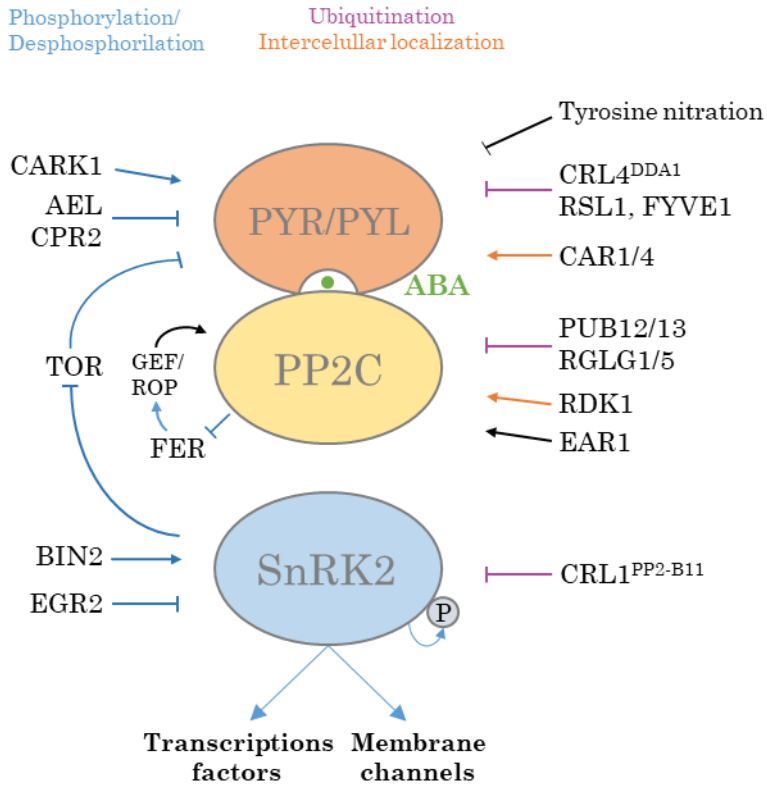 Phosphorylation/
Desphosphorilation
Ubiquitination
Intercelullar localization
Tyrosine nitration
CARK1
AEL
CPR2
PYR/PYL
CRL4DDA1
RSL1, FYVE1
CAR1/4
ABA
TOR
GEF/
ROP
FER
PP2C
PUB12/13
RGLG1/5
RDK1
EAR1
BIN2
EGR2
SnRK2
P
CRL1PP2-B11
Transcriptions
factors
Membrane
channels